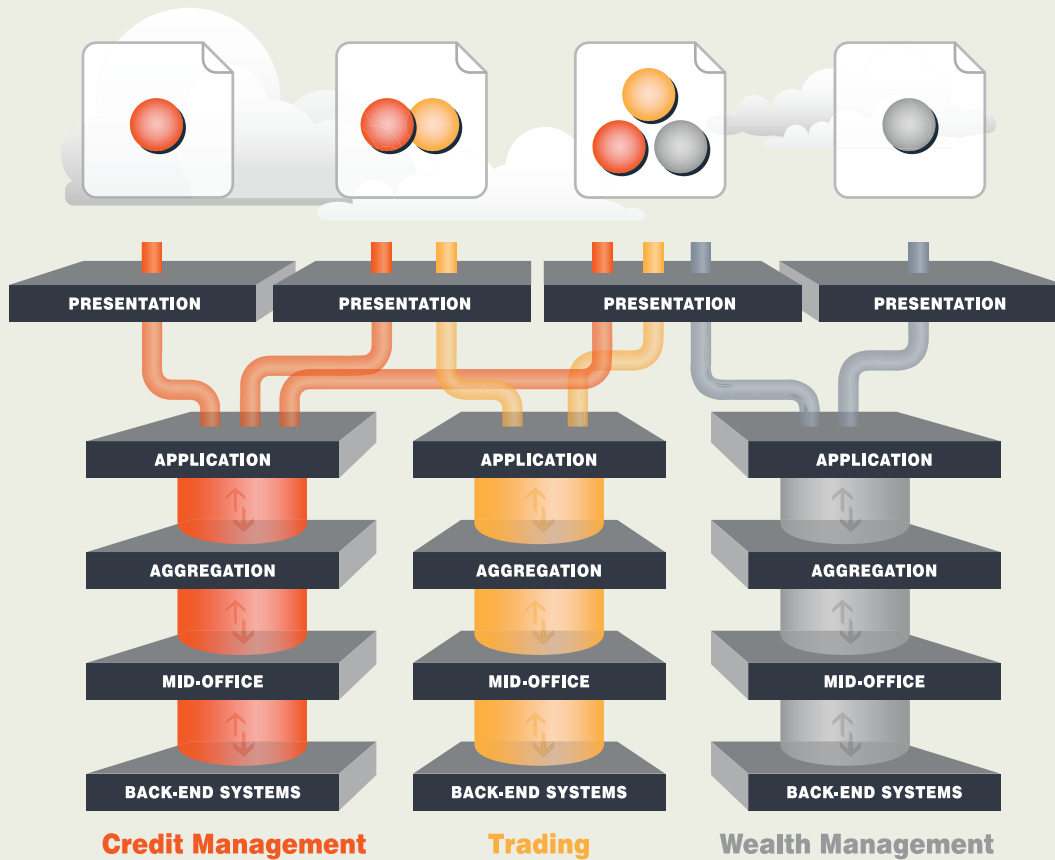 PRESENTATION
PRESENTATION
PRESENTATION
PRESENTATION
APPLICATION
APPLICATION
APPLICATION
AGGREGATION
AGGREGATION
AGGREGATION
MID-OFFICE
MID-OFFICE
MID-OFFICE
BACK-END SYSTEMS
BACK-END SYSTEMS
BACK-END SYSTEMS
Credit Management
Trading
Wealth Management